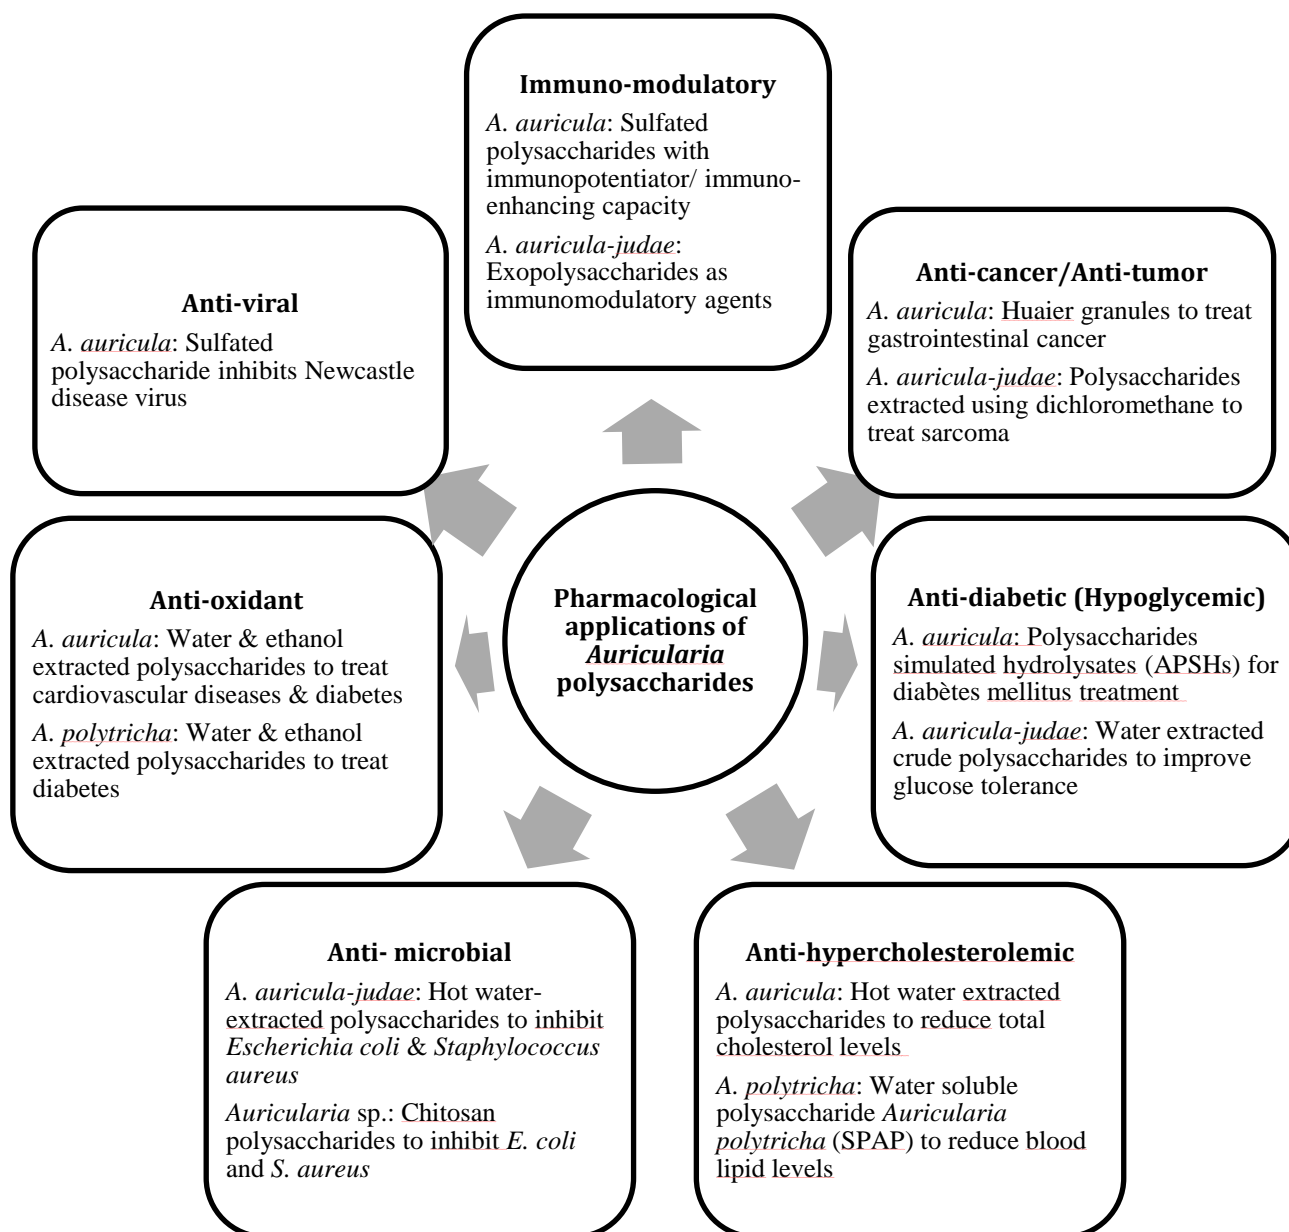 Immuno-modulatory
A. auricula: Sulfated
polysaccharides with
immunopotentiator/ immuno-
enhancing capacity
A. auricula-judae:
Exopolysaccharides as
immunomodulatory agents
Anti-cancer/Anti-tumor
A. auricula: Huaier granules to treat
gastrointestinal cancer
A. auricula-judae: Polysaccharides
extracted using dichloromethane to
treat sarcoma
Anti-diabetic (Hypoglycemic)
A. auricula: Polysaccharides
simulated hydrolysates (APSHs) for
diabètes mellitus treatment
A. auricula-judae: Water extracted
crude polysaccharides to improve
glucose tolerance
Anti-hypercholesterolemic
A. auricula: Hot water extracted
polysaccharides to reduce total
cholesterol levels
A. polytricha: Water soluble
polysaccharide Auricularia
polytricha (SPAP) to reduce blood
lipid levels
Anti- microbial
A. auricula-judae: Hot water-
extracted polysaccharides to inhibit
Escherichia coli & Staphylococcus
aureus
Auricularia sp.: Chitosan
polysaccharides to inhibit E. coli
and S. aureus
Anti-oxidant
A. auricula: Water & ethanol
extracted polysaccharides to treat
cardiovascular diseases & diabetes
A. polytricha: Water & ethanol
extracted polysaccharides to treat
diabetes
Anti-viral
A. auricula: Sulfated
polysaccharide inhibits Newcastle
disease virus
Pharmacological
applications of
Auricularia
polysaccharides